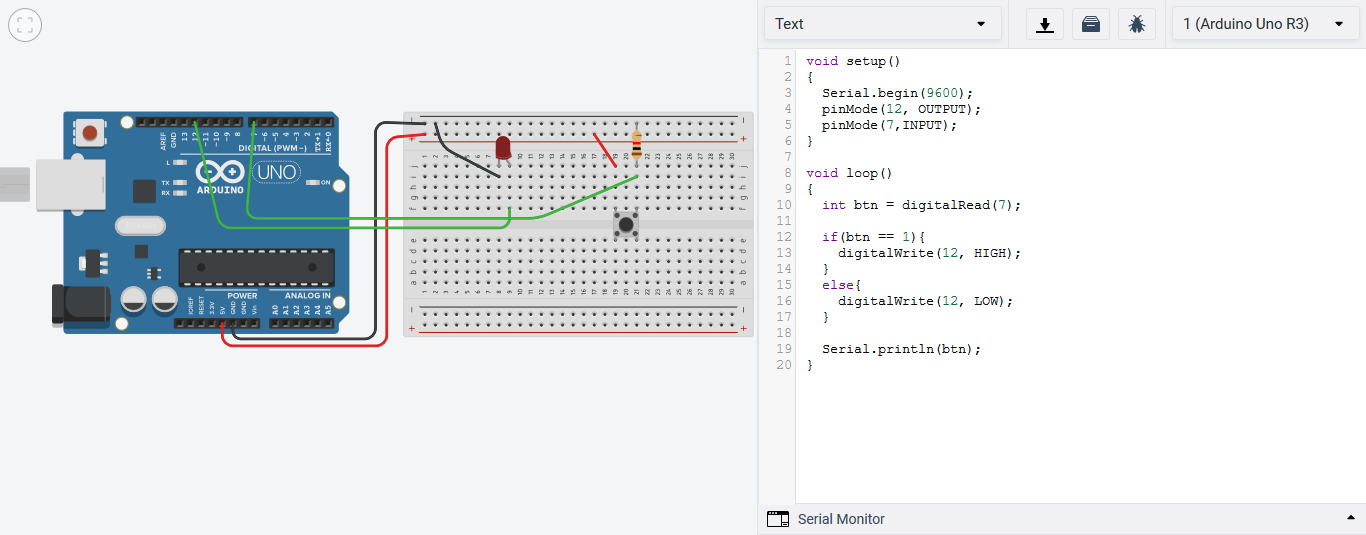 Text
1 (Arduino Uno R3)
AREF
GND
13
12
~11
~10
~9
8
7
~6
~5
4
~3
2
TX→1
RX←0
DIGITAL (PWM~)
L
TX
RX
ARDUINO
UNO
ON
POWER
ANALOG IN
IOREF
RESET
3.3V
5V
GND
GND
Vin
A0
A1
A2
A3
A4
A5
1 void setup()
2 {
3 Serial.begin(9600);
4 pinMode(12, OUTPUT);
5 pinMode(7,INPUT);
6 }
7
8 void loop()
9 {
10 int btn = digitalRead(7);
11
12 if(btn == 1){
13 digitalWrite(12, HIGH);
14 }
15 else{
16 digitalWrite(12, LOW);
17 }
18
19 Serial.println(btn);
20 }
Serial Monitor